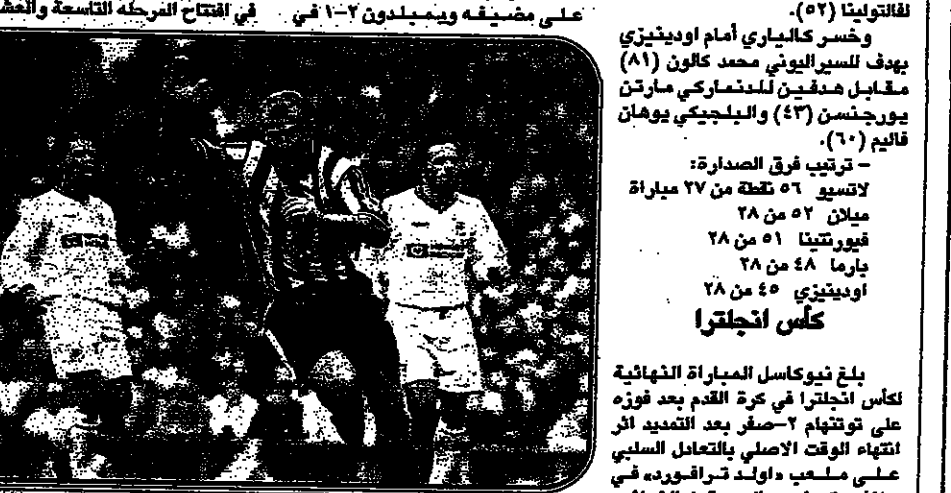 لفالتولينا (٥٢).
وخسر كالياري أمام اودينيزي
بهدف للسيراليوني محمد كالون (٨١)
مقابل هدفين للدنماركي مارتن
يورجنسن (٤٣) والبلجيكي يوهان
فاليم (٦٠).
– ترتيب فرق الصدارة:
لاتسيو ٥٦ نقطة من ٢٧ مباراة
ميلان ٥٢ من ٢٨
فيورنتينا ٥١ من ٢٨
بارما ٤٨ من ٢٨
اودينيزي ٤٥ من ٢٨
كأس انجلترا
بلغ نيوكاسل المباراة النهائية
لكأس انجلترا في كرة القدم بعد فوزه
على توتنهام ٢–صفر بعد التمديد اثر
انتهاء الوقت الاصلي بالتعادل السلبي
على ملعب «اولد ترافورد» في
على مضيفه ويمبلدون ٢–١ في
في افتتاح المرحلة التاسعة والعش